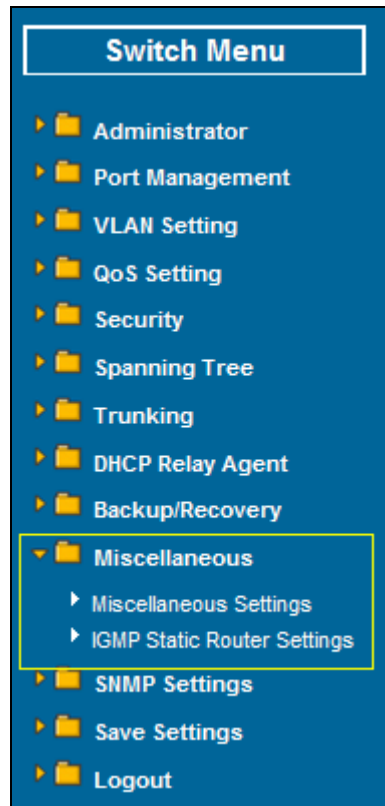 Switch Menu
Administrator
Port Management
VLAN Setting
QoS Setting
Security
Spanning Tree
Trunking
DHCP Relay Agent
Backup/Recovery
Miscellaneous
Miscellaneous Settings
IGMP Static Router Settings
SNMP Settings
Save Settings
Logout